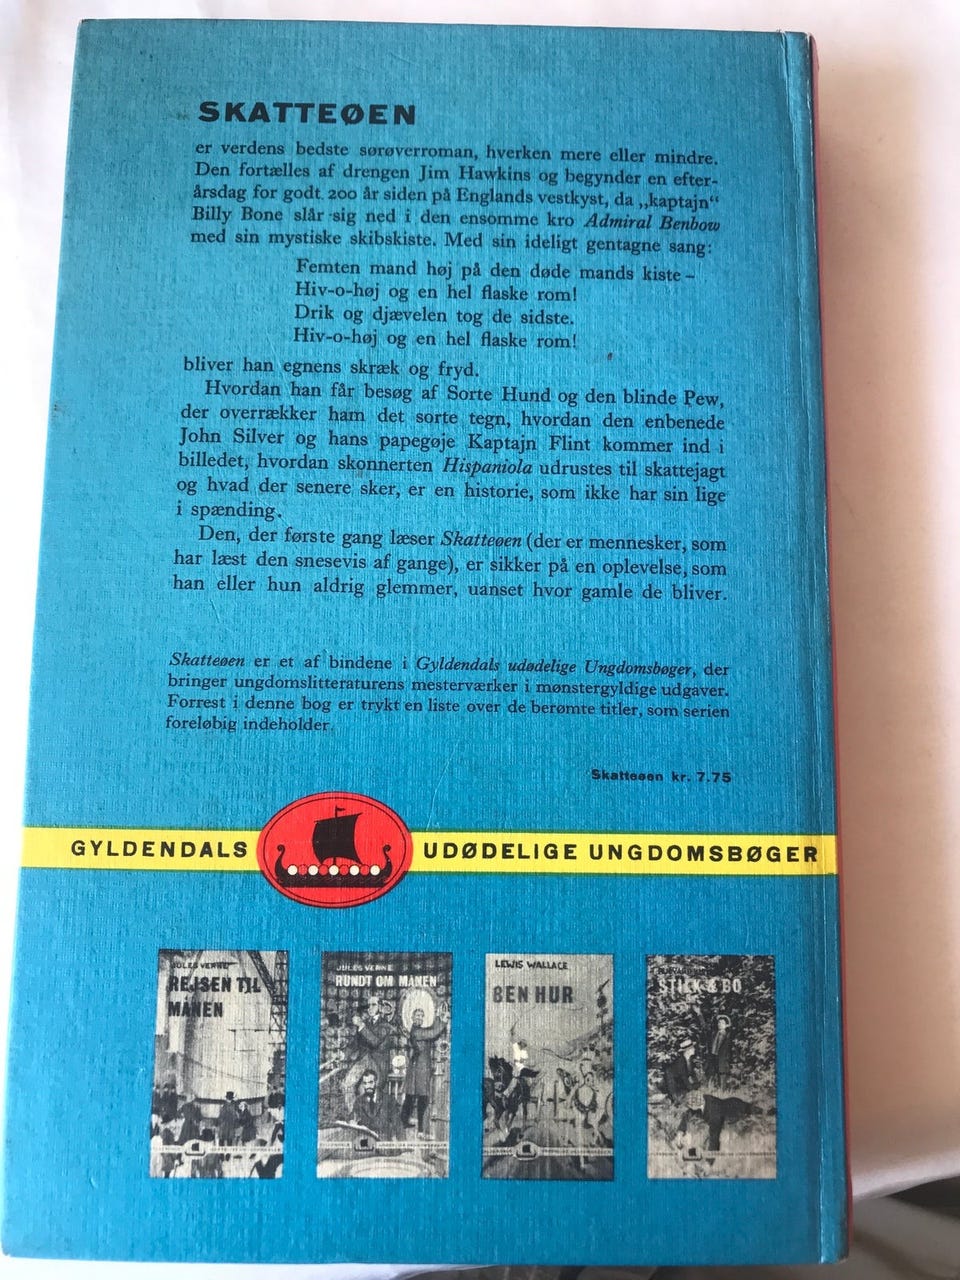 SKATTEØEN
er verdens bedste sørøverroman, hverken mere eller mindre.
Den fortælles af drengen Jim Hawkins og begynder en efter-
årsdag for godt 200 år siden på Englands vestkyst, da „kaptajn“
Billy Bone slår sig ned i den ensomme kro Admiral Benbow
med sin mystiske skibskiste. Med sin ideligt gentagne sang:
Femten mand høj på den døde mands kiste –
Hiv-o-høj og en hel flaske rom!
Drik og djævelen tog de sidste.
Hiv-o-høj og en hel flaske rom!
bliver han egnens skræk og fryd.
Hvordan han får besøg af Sorte Hund og den blinde Pew,
der overrækker ham det sorte tegn, hvordan den enbenede
John Silver og hans papegøje Kaptajn Flint kommer ind i
billedet, hvordan skonnerten Hispaniola udrustes til skattejagt
og hvad der senere sker, er en historie, som ikke har sin lige
i spænding.
Den, der første gang læser Skatteøen (der er mennesker, som
har læst den snesevis af gange), er sikker på en oplevelse, som
han eller hun aldrig glemmer, uanset hvor gamle de bliver.
Skatteøen er et af bindene i Gyldendals udødelige Ungdomsbøger, der
bringer ungdomslitteraturens mesterværker i mønstergyldige udgaver.
Forrest i denne bog er trykt en liste over de berømte titler, som serien
foreløbig indeholder.
Skatteøen kr. 7.75
GYLDENDALS UDØDELIGE UNGDOMSBØGER
JULES VERNE
REJSEN TIL
MÅNEN
JULES VERNE
RUNDT OM MÅNEN
LEWIS WALLACE
BEN HUR
STILK & BO